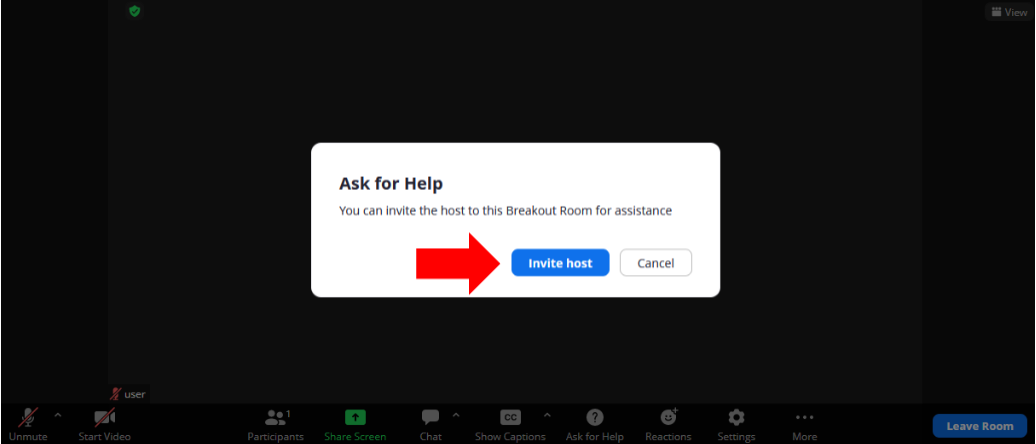 View
Ask for Help
You can invite the host to this Breakout Room for assistance
Invite host
Cancel
user
1
CC
?
Unmute
Start Video
Participants
Share Screen
Chat
Show Captions
Ask for Help
Reactions
Settings
More
Leave Room